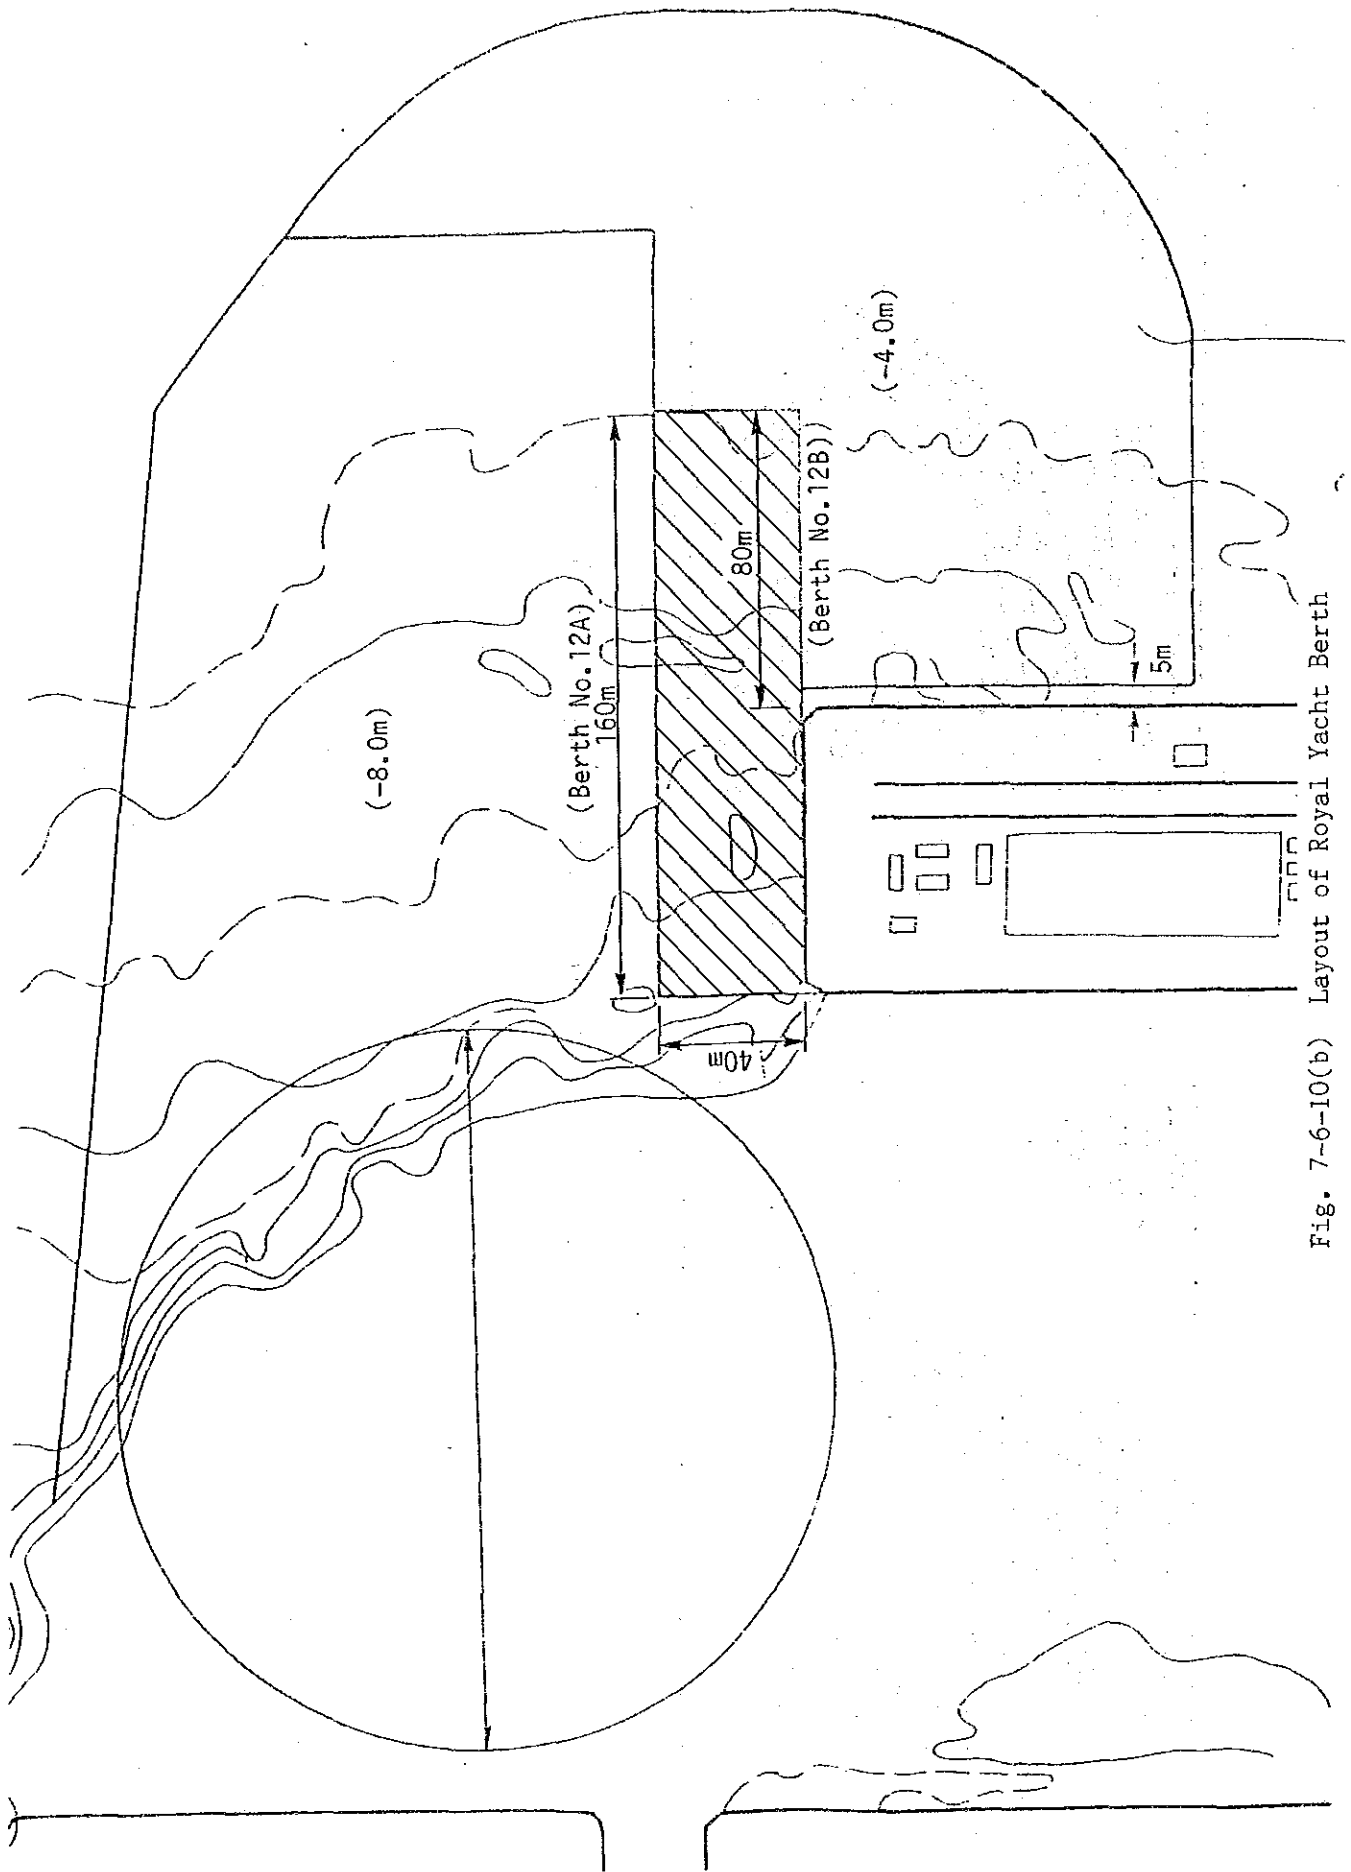 (-8.0m)
(Berth No.12A)
160m
40m
80m
(Berth No.12B))
(-4.0m)
5m
Fig. 7-6-10(b) Layout of Royal Yacht Berth